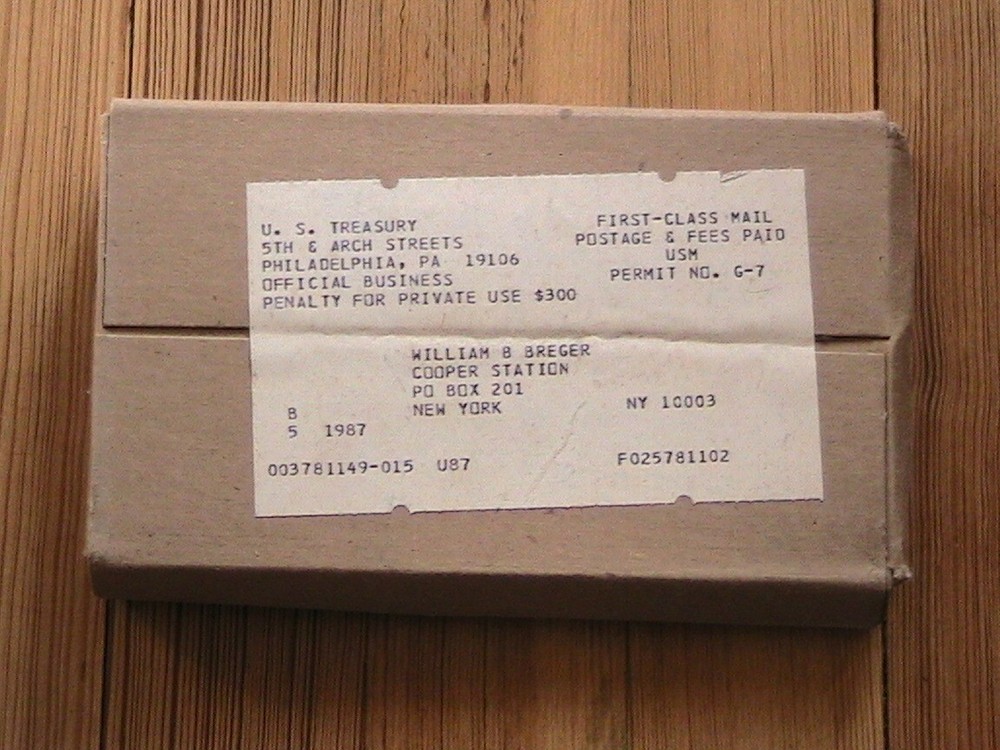 U. S. TREASURY
5TH & ARCH STREETS
PHILADELPHIA, PA 19106
OFFICIAL BUSINESS
PENALTY FOR PRIVATE USE $300
FIRST-CLASS MAIL
POSTAGE & FEES PAID
USM
PERMIT NO. G-7
WILLIAM B BREGER
COOPER STATION
PO BOX 201
NEW YORK NY 10003
B
5 1987
003781149-015 U87 F025781102